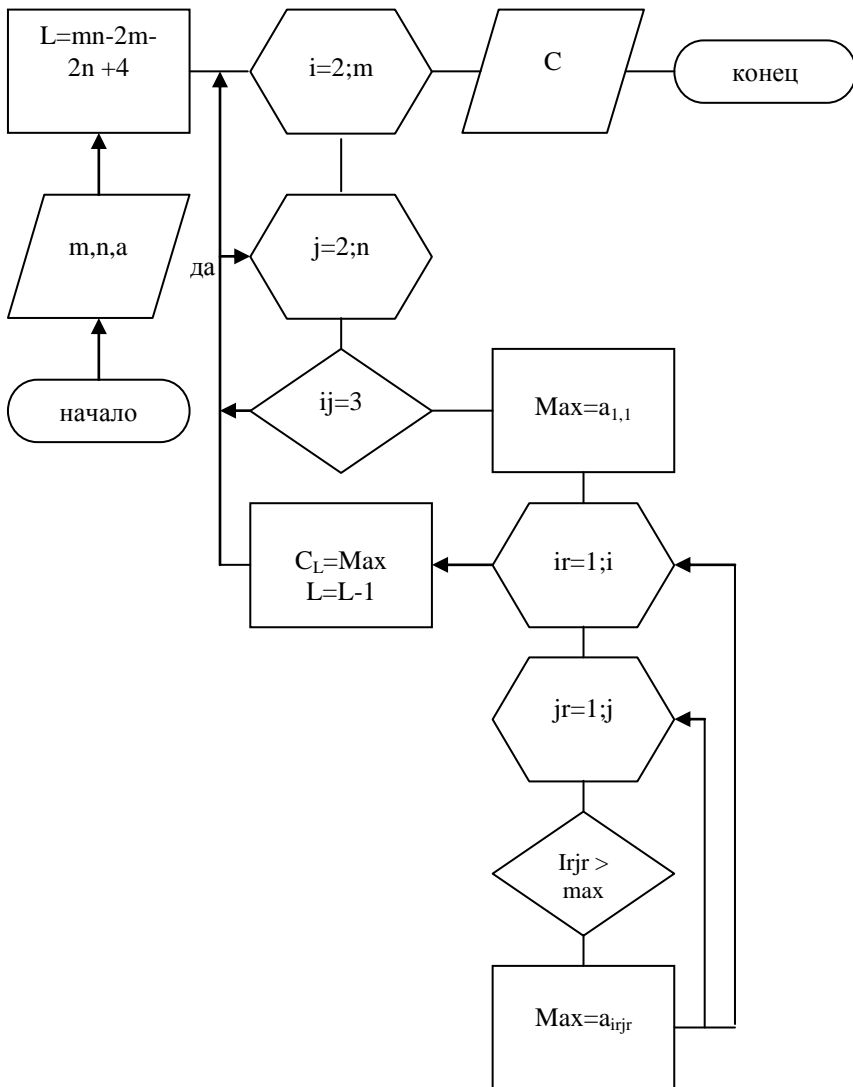 L=mn-2m-
2n +4
i=2;m
C
конец
m,n,a
j=2;n
да
начало
ij=3
Max=a1,1
CL=Max
L=L-1
ir=1;i
jr=1;j
Irjr >
max
Max=airjr